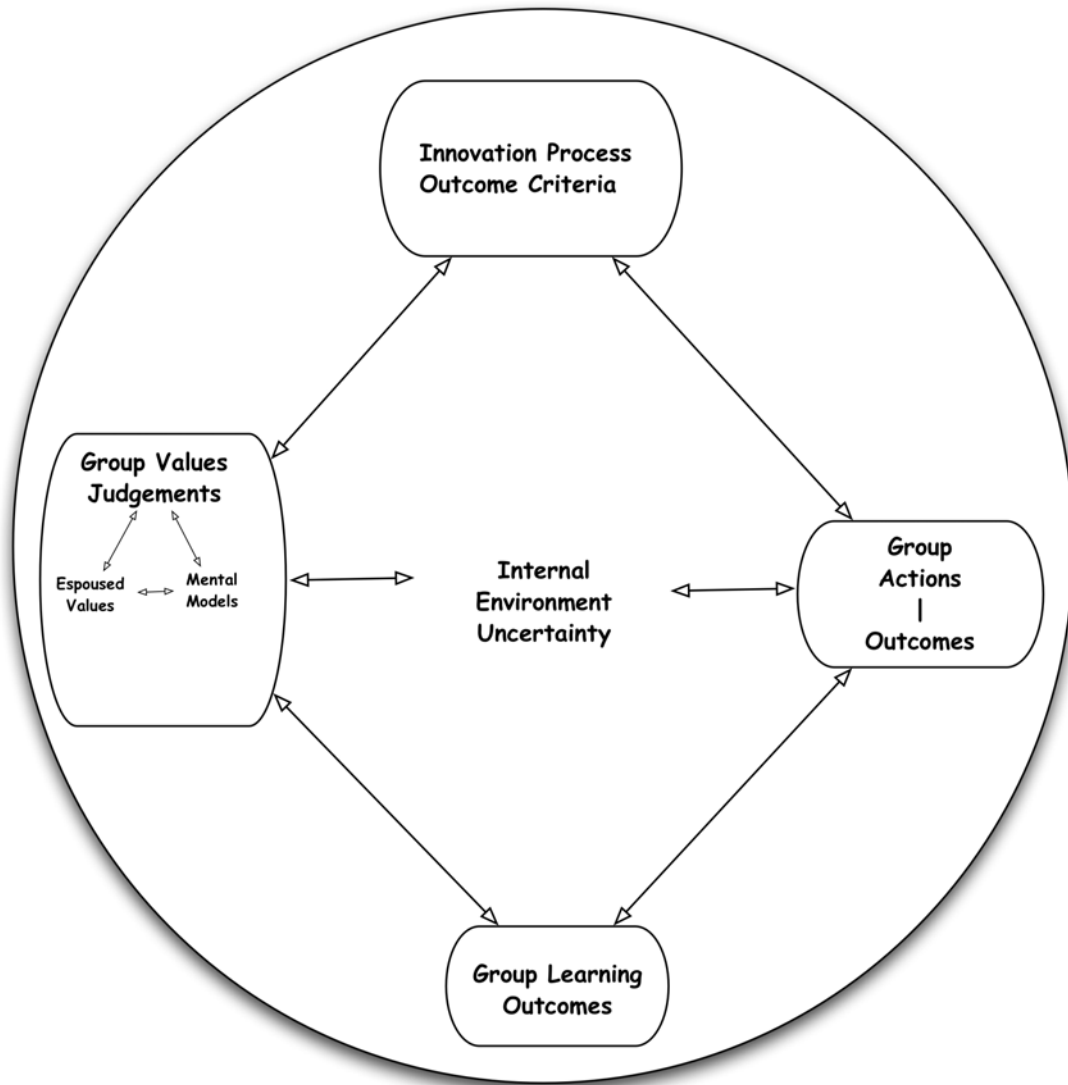 Innovation Process
Outcome Criteria
Group Values
Judgements
Espoused
Values
Mental
Models
Internal
Environment
Uncertainty
Group
Actions
|
Outcomes
Group Learning
Outcomes